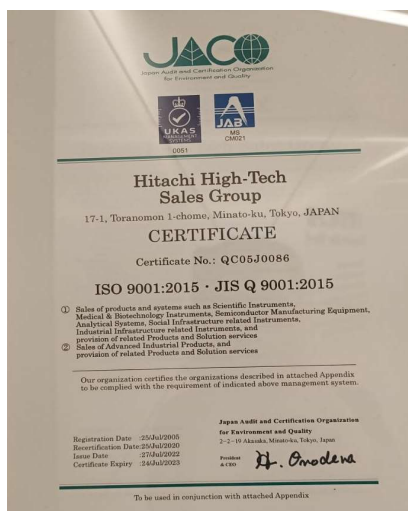 JACO
Japan Audit and Certification Organization
for Environment and Quality
UKAS
MANAGEMENT
SYSTEMS
0051
JAB
MS
CM021
Hitachi High-Tech
Sales Group
17-1, Toranomon 1-chome, Minato-ku, Tokyo, JAPAN
CERTIFICATE
Certificate No.: QC05J0086
ISO 9001:2015・JIS Q 9001:2015
① Sales of products and systems such as Scientific Instruments,
Medical & Biotechnology Instruments, Semiconductor Manufacturing Equipment,
Analytical Systems, Social Infrastructure related Instruments,
Industrial Infrastructure related Instruments, and
provision of related Products and Solution services
② Sales of Advanced Industrial Products, and
provision of related Products and Solution services
Our organization certifies the organizations described in attached Appendix
to be complied with the requirement of indicated above management system.
Registration Date :25/Jul/2005
Recertification Date:25/Jul/2020
Issue Date :27/Jul/2022
Certificate Expiry :24/Jul/2023
Japan Audit and Certification Organization
for Environment and Quality
2-2-19 Akasaka, Minato-ku, Tokyo, Japan
President
& CEO
H. Onodera
To be used in conjunction with attached Appendix